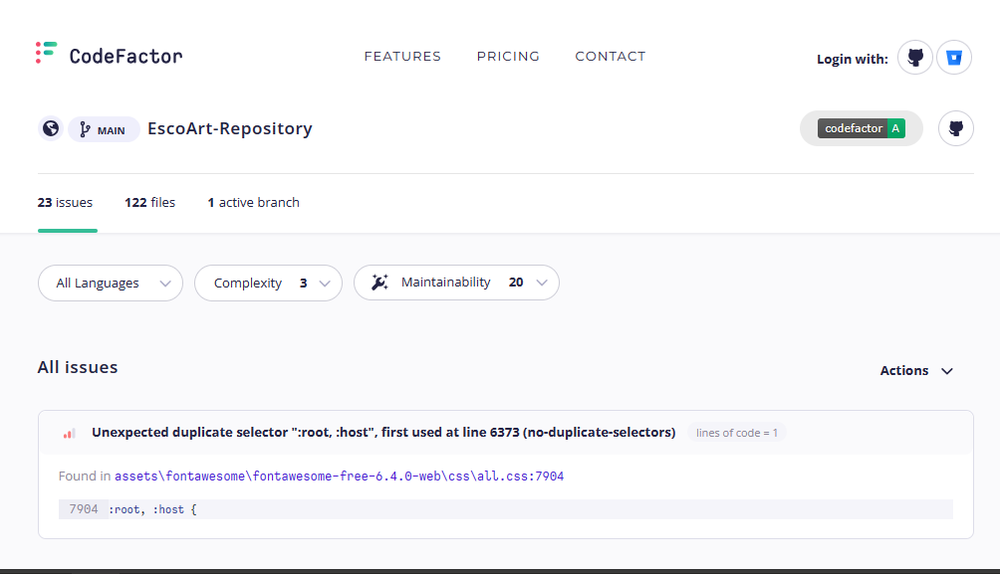 CodeFactor
FEATURES PRICING CONTACT
Login with:
MAIN EscoArt-Repository
codefactor A
23 issues 122 files 1 active branch
All Languages Complexity 3 Maintainability 20
All issues
Actions
Unexpected duplicate selector ":root, :host", first used at line 6373 (no-duplicate-selectors) lines of code = 1
Found in assets\fontawesome\fontawesome-free-6.4.0-web\css\all.css:7904
7904 :root, :host {